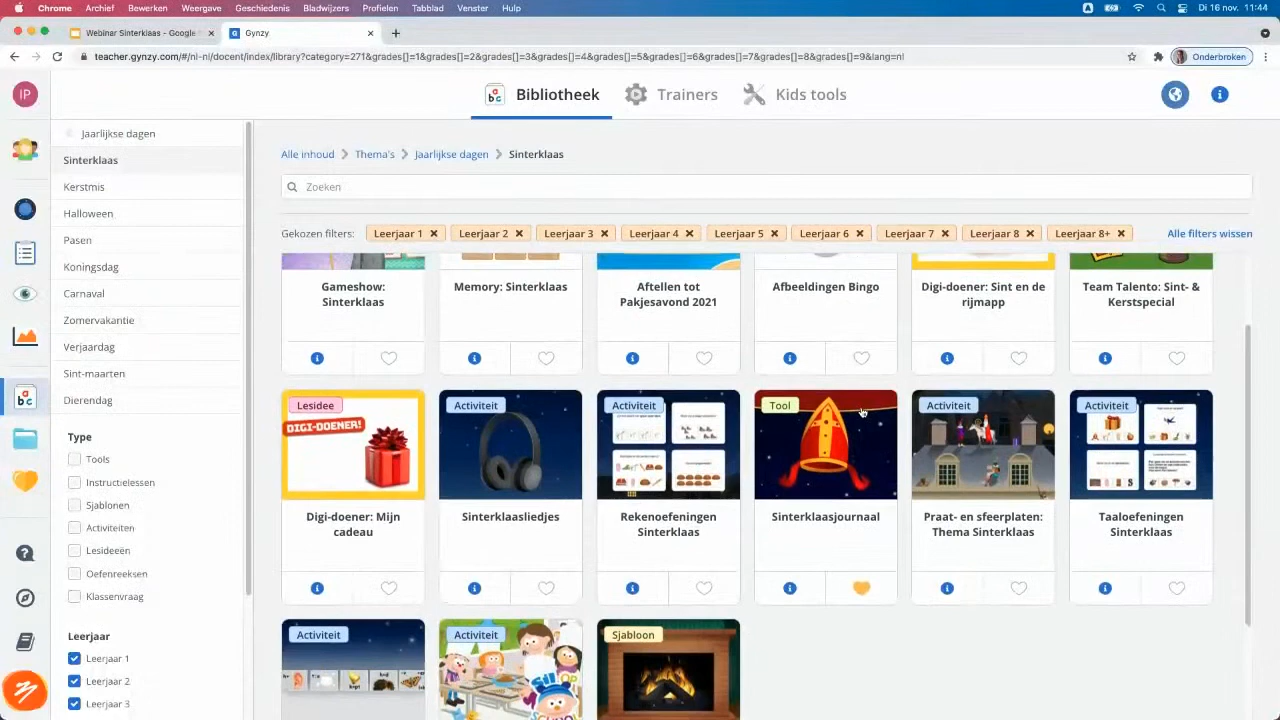 Chrome Archief Bewerken Weergave Geschiedenis Bladwijzers Profielen Tabblad Venster Hulp
Di 16 nov. 11:44
Webinar Sinterklaas - Google
Gynzy
teacher.gynzy.com/#/nl-nl/docent/index/library?category=271&grades[]=1&grades[]=2&grades[]=3&grades[]=4&grades[]=5&grades[]=6&grades[]=7&grades[]=8&grades[]=9&lang=nl
Onderbroken
IP
Bibliotheek
Trainers
Kids tools
Jaarlijkse dagen
Sinterklaas
Kerstmis
Halloween
Pasen
Koningsdag
Carnaval
Zomervakantie
Verjaardag
Sint-maarten
Dierendag
Type
Tools
Instructielessen
Sjablonen
Activiteiten
Lesideeën
Oefenreeksen
Klassenvraag
Leerjaar
Leerjaar 1
Leerjaar 2
Leerjaar 3
Alle inhoud > Thema's > Jaarlijkse dagen > Sinterklaas
Zoeken
Gekozen filters: Leerjaar 1 Leerjaar 2 Leerjaar 3 Leerjaar 4 Leerjaar 5 Leerjaar 6 Leerjaar 7 Leerjaar 8 Leerjaar 8+ Alle filters wissen
Gameshow:
Sinterklaas
Memory: Sinterklaas
Aftellen tot
Pakjesavond 2021
Afbeeldingen Bingo
Digi-doener: Sint en de
rijmapp
Team Talento: Sint- &
Kerstspecial
Lesidee
DIGI-DOENER!
Digi-doener: Mijn
cadeau
Activiteit
Sinterklaasliedjes
Activiteit
Rekenoefeningen
Sinterklaas
Tool
Sinterklaasjournaal
Activiteit
Praat- en sfeerplaten:
Thema Sinterklaas
Activiteit
Taaloefeningen
Sinterklaas
Activiteit
Activiteit
Sjabloon